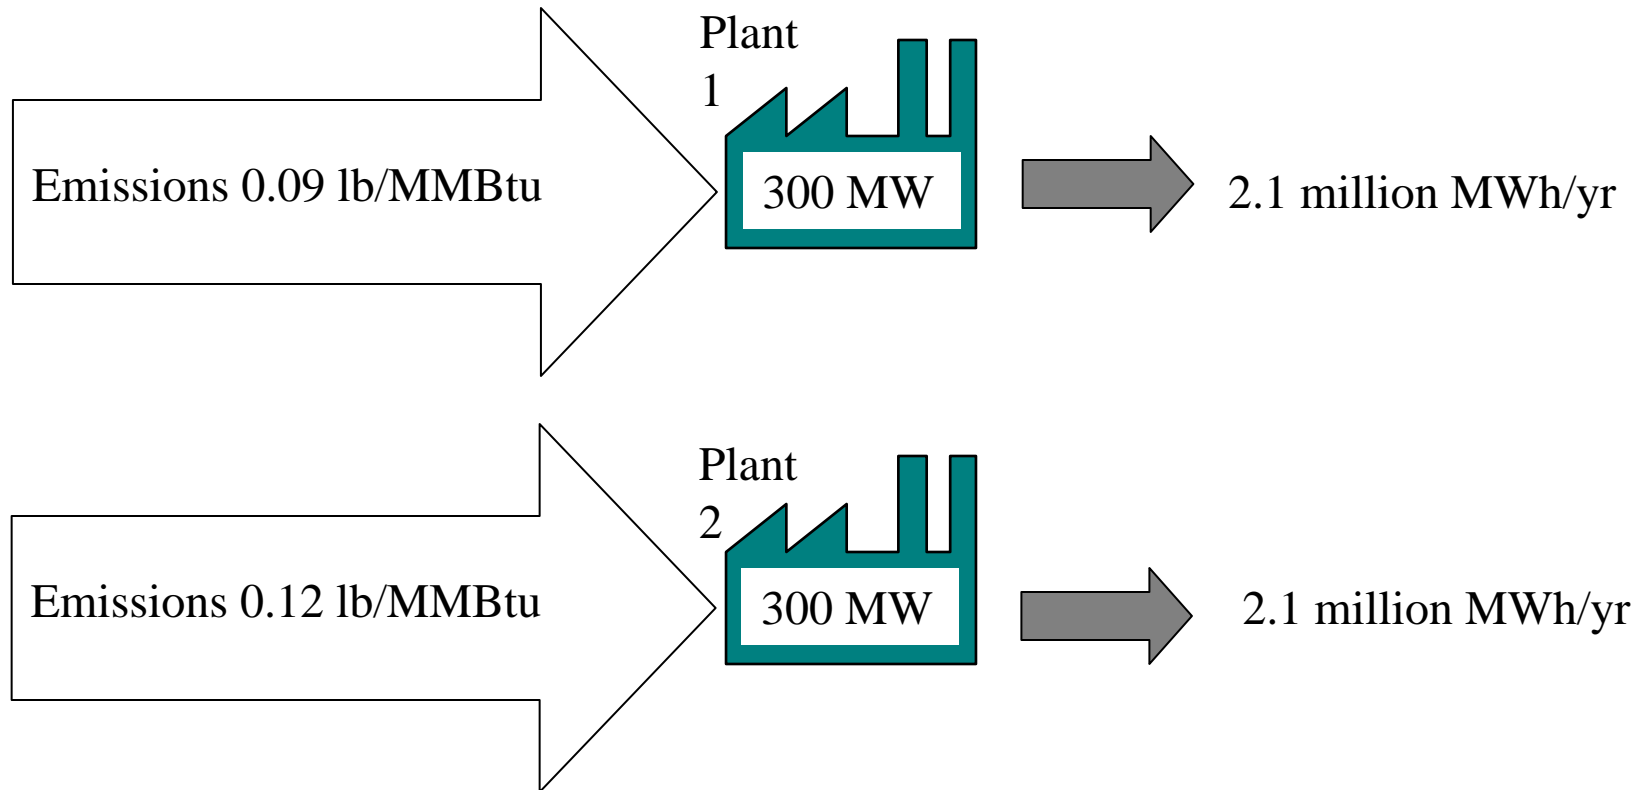 Plant
1
Emissions 0.09 lb/MMBtu
300 MW
2.1 million MWh/yr
Plant
2
Emissions 0.12 lb/MMBtu
300 MW
2.1 million MWh/yr